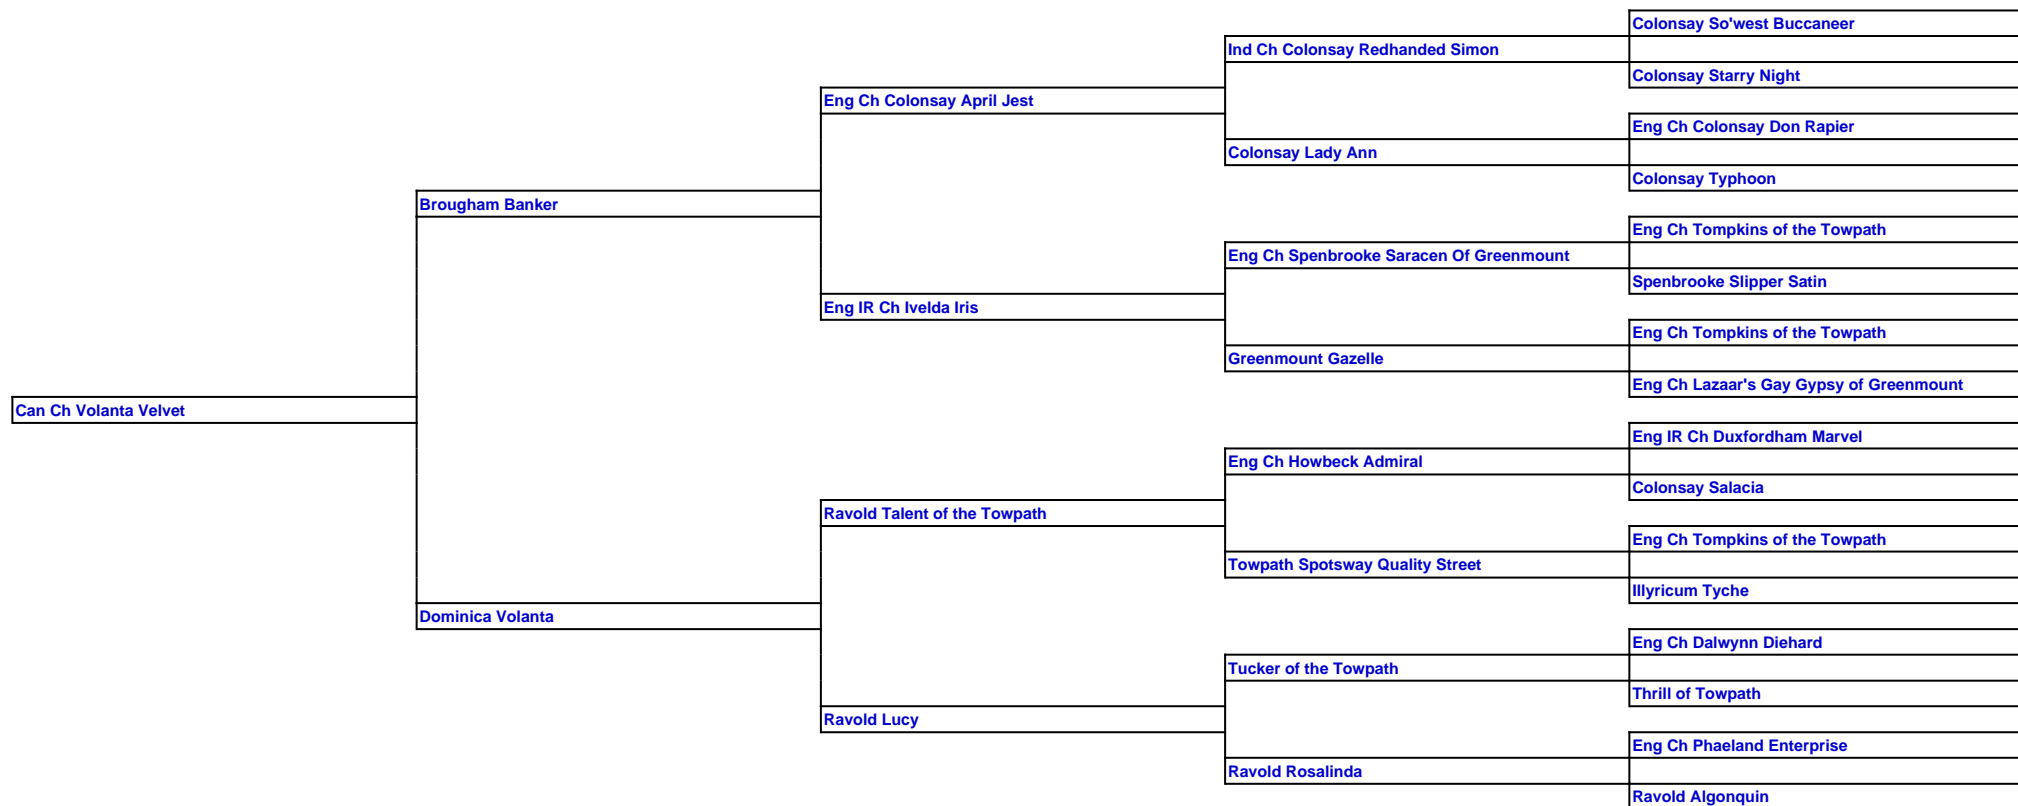 Colonsay So'west Buccaneer
Ind Ch Colonsay Redhanded Simon
Colonsay Starry Night
Eng Ch Colonsay April Jest
Eng Ch Colonsay Don Rapier
Colonsay Lady Ann
Colonsay Typhoon
Brougham Banker
Eng Ch Tompkins of the Towpath
Eng Ch Spenbrooke Saracen Of Greenmount
Spenbrooke Slipper Satin
Eng IR Ch Ivelda Iris
Eng Ch Tompkins of the Towpath
Greenmount Gazelle
Eng Ch Lazaar's Gay Gypsy of Greenmount
Can Ch Volanta Velvet
Eng IR Ch Duxfordham Marvel
Eng Ch Howbeck Admiral
Colonsay Salacia
Ravold Talent of the Towpath
Eng Ch Tompkins of the Towpath
Towpath Spotsway Quality Street
Illyricum Tyche
Dominica Volanta
Eng Ch Dalwynn Diehard
Tucker of the Towpath
Thrill of Towpath
Ravold Lucy
Eng Ch Phaeland Enterprise
Ravold Rosalinda
Ravold Algonquin